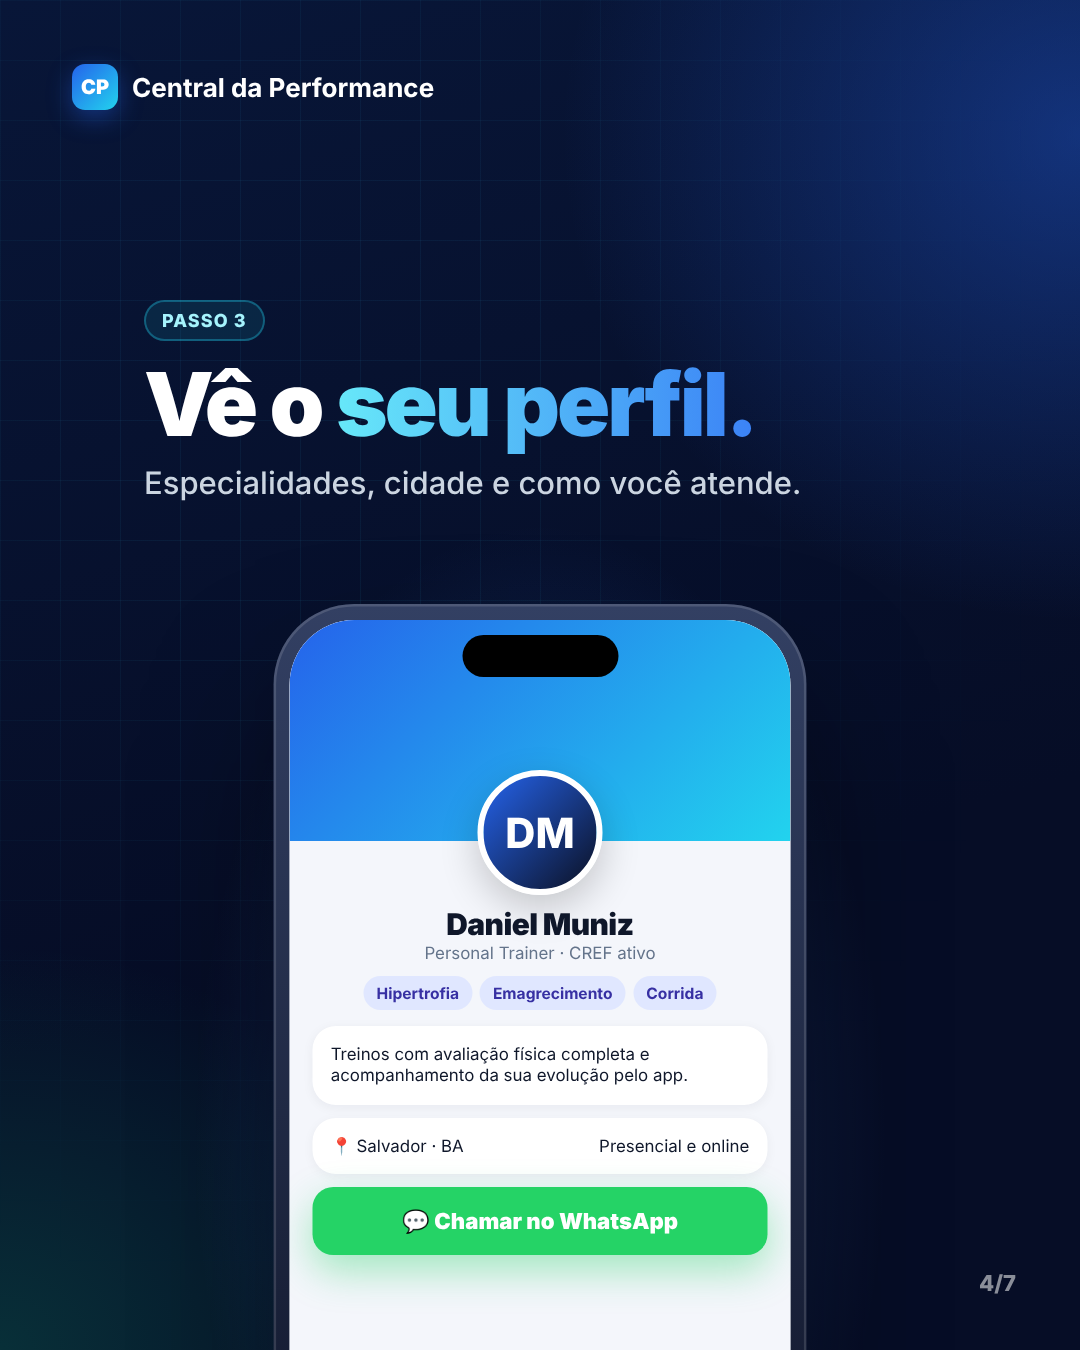 CP
Central da Performance
PASSO 3
Vê o seu perfil.
Especialidades, cidade e como você atende.
DM
Daniel Muniz
Personal Trainer · CREF ativo
Hipertrofia Emagrecimento Corrida
Treinos com avaliação física completa e
acompanhamento da sua evolução pelo app.
📍 Salvador · BA Presencial e online
💬 Chamar no WhatsApp
4/7